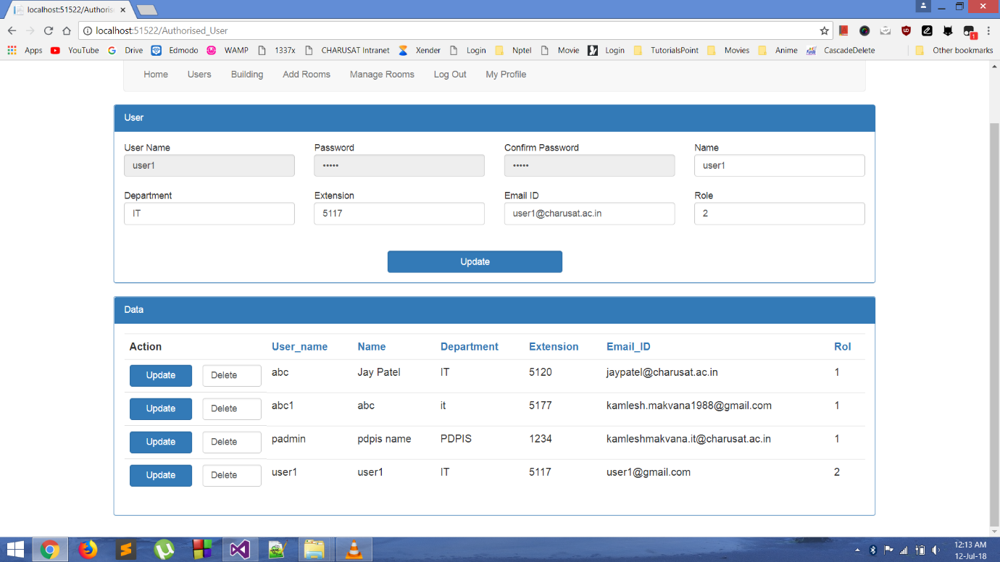 localhost:51522/Authoris
localhost:51522/Authorised_User
Apps YouTube Drive Edmodo WAMP 1337x CHARUSAT Intranet Xender Login Nptel Movie Login TutorialsPoint Movies Anime CascadeDelete Other bookmarks
Home Users Building Add Rooms Manage Rooms Log Out My Profile
User
User Name Password Confirm Password Name
user1 ••••• ••••• user1
Department Extension Email ID Role
IT 5117 user1@charusat.ac.in 2
Update
Data
Action User_name Name Department Extension Email_ID Rol
Update Delete abc Jay Patel IT 5120 jaypatel@charusat.ac.in 1
Update Delete abc1 abc it 5177 kamlesh.makvana1988@gmail.com 1
Update Delete padmin pdpis name PDPIS 1234 kamleshmakvana.it@charusat.ac.in 1
Update Delete user1 user1 IT 5117 user1@gmail.com 2
12:13 AM
12-Jul-18